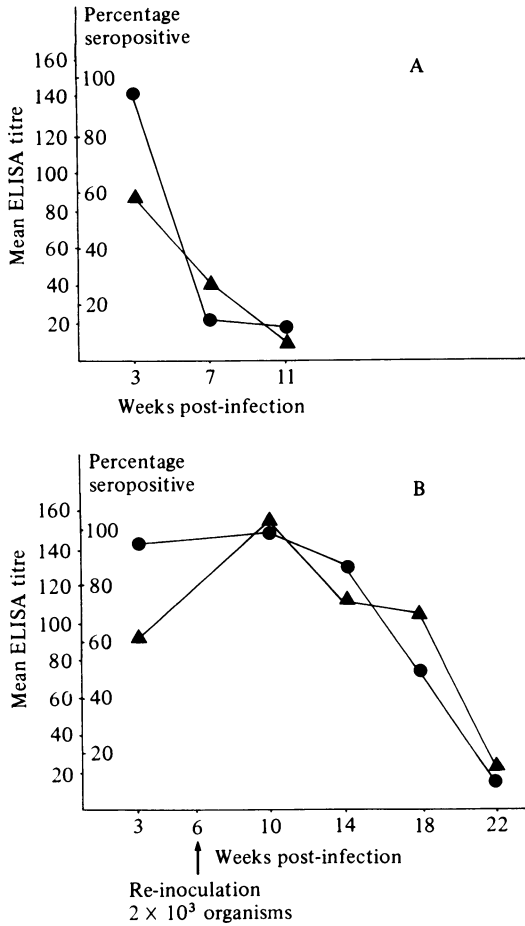 Percentage
seropositive
A
160
100
140
120
80
100
60
80
60
40
40
20
20
Mean ELISA titre
3 7 11
Weeks post-infection
Percentage
seropositive
B
160
100
140
120
80
100
60
80
60
40
40
20
20
Mean ELISA titre
3 6 10 14 18 22
Weeks post-infection
Re-inoculation
2 × 10³ organisms